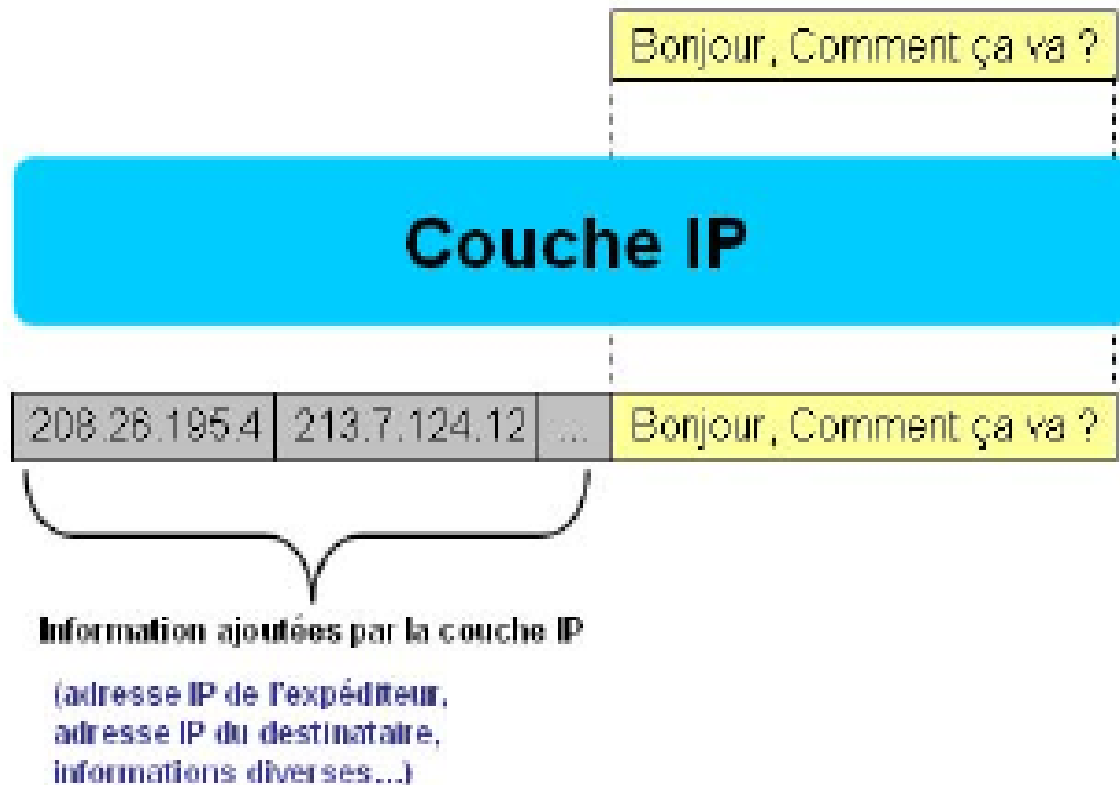 Bonjour, Comment ça va ?
Couche IP
208.26.195.4 213.7.124.12 ... Bonjour, Comment ça va ?
Information ajoutées par la couche IP
(adresse IP de l'expéditeur,
adresse IP du destinataire,
informations diverses...)